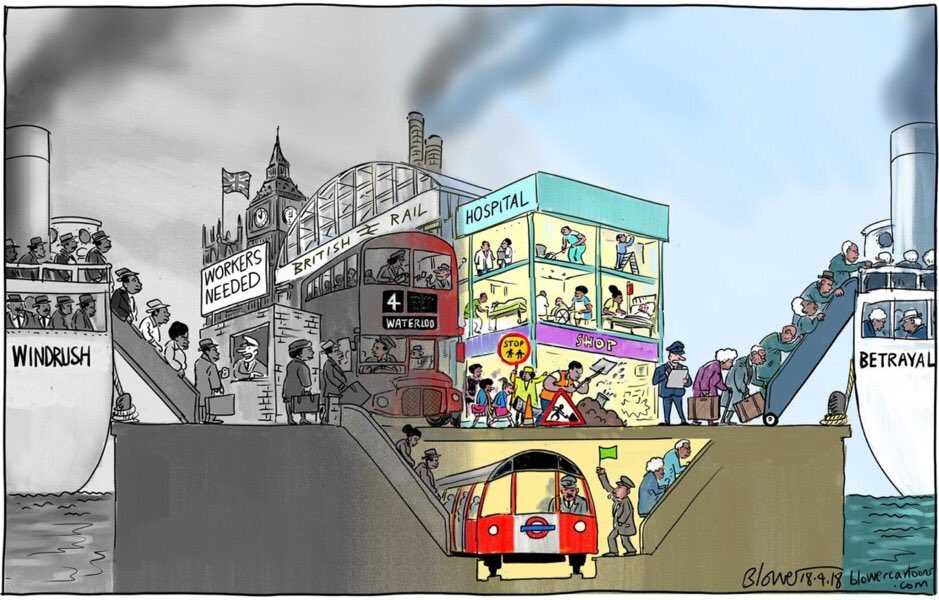 WINDRUSH
WORKERS
NEEDED
BRITISH RAIL
4
WATERLOO
HOSPITAL
SHOP
STOP
BETRAYAL
Blower 18.4.18 blowercartoons
.com